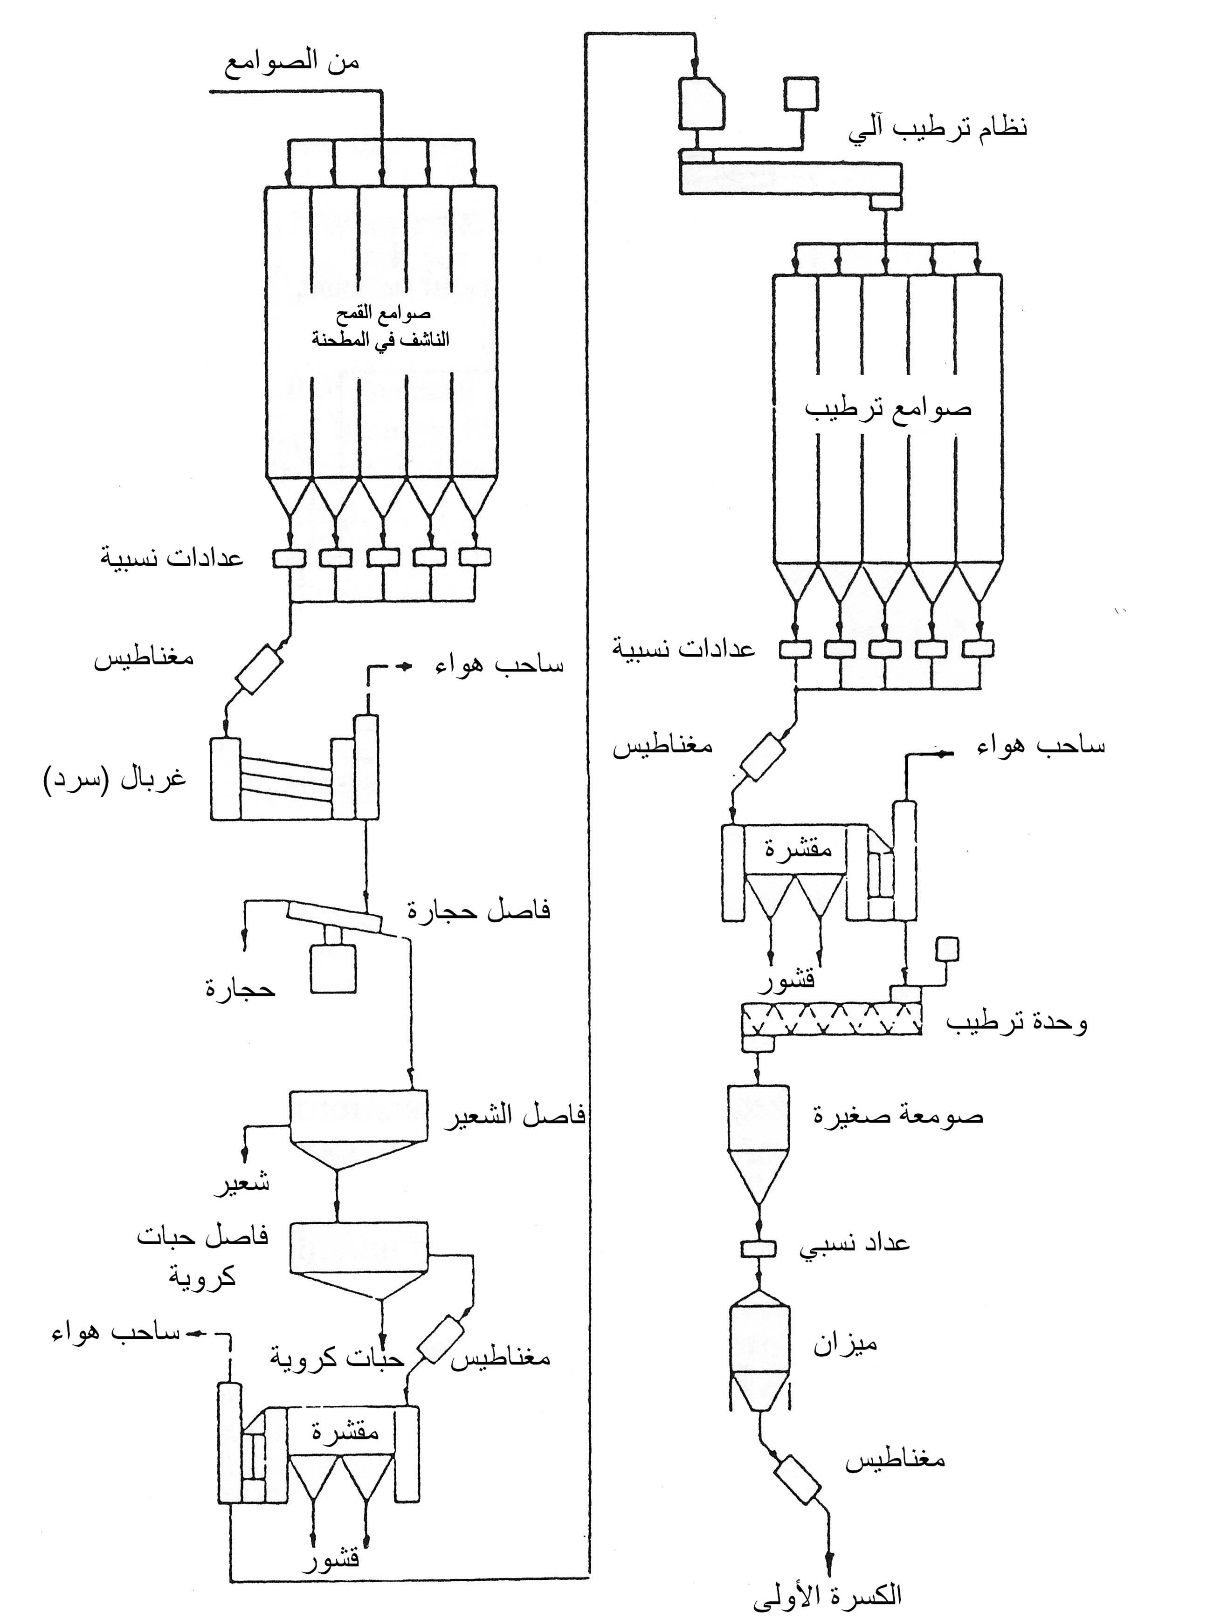 من الصوامع
صوامع القمح
الناشف في المطحنة
عدادات نسبية
مغناطيس
ساحب هواء
غربال (سرد)
فاصل حجارة
حجارة
فاصل الشعير
شعير
فاصل حبات
كروية
حبات كروية
مغناطيس
ساحب هواء
مقشرة
قشور
نظام ترطيب آلي
صوامع ترطيب
عدادات نسبية
مغناطيس
ساحب هواء
مقشرة
قشور
وحدة ترطيب
صومعة صغيرة
عداد نسبي
ميزان
مغناطيس
الكسرة الأولى